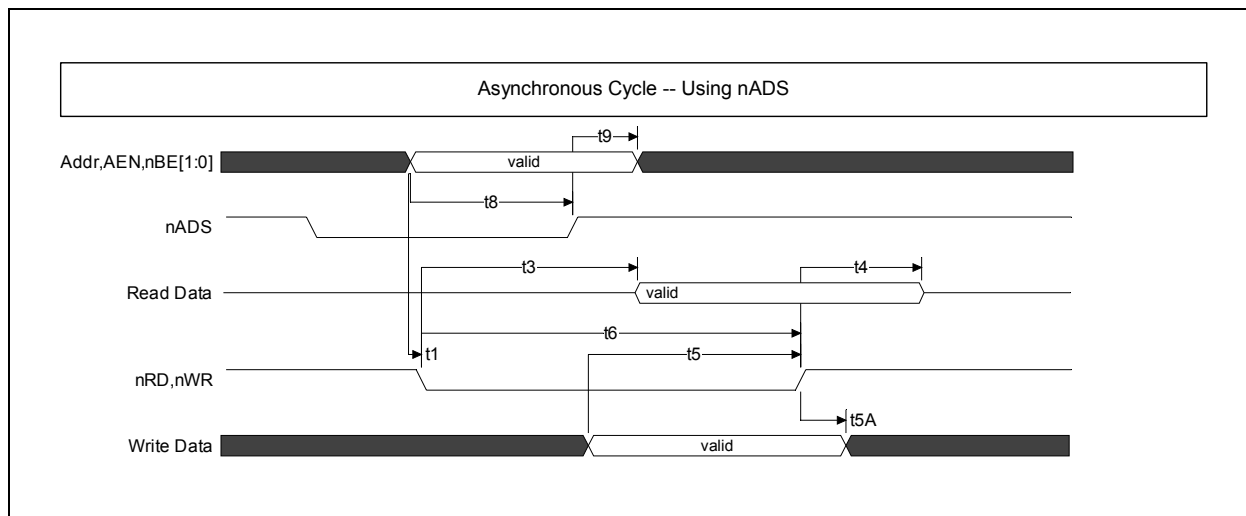 Asynchronous Cycle -- Using nADS
t9
Addr,AEN,nBE[1:0]
valid
t8
nADS
t3
t4
Read Data
valid
t6
t1
t5
nRD,nWR
t5A
Write Data
valid